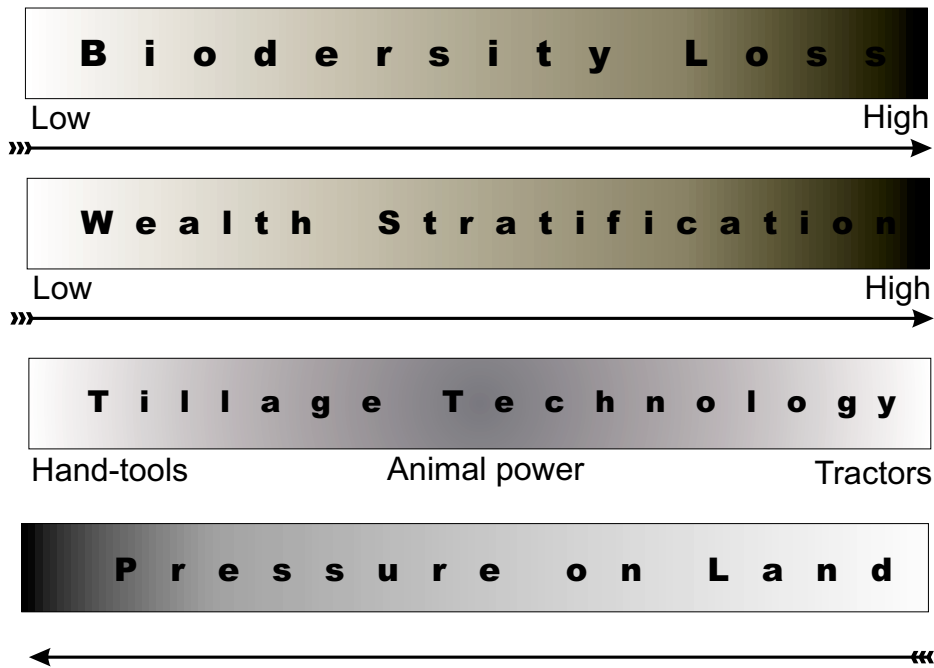 Biodersity Loss
Low High
Wealth Stratification
Low High
Tillage Technology
Hand-tools Animal power Tractors
Pressure on Land